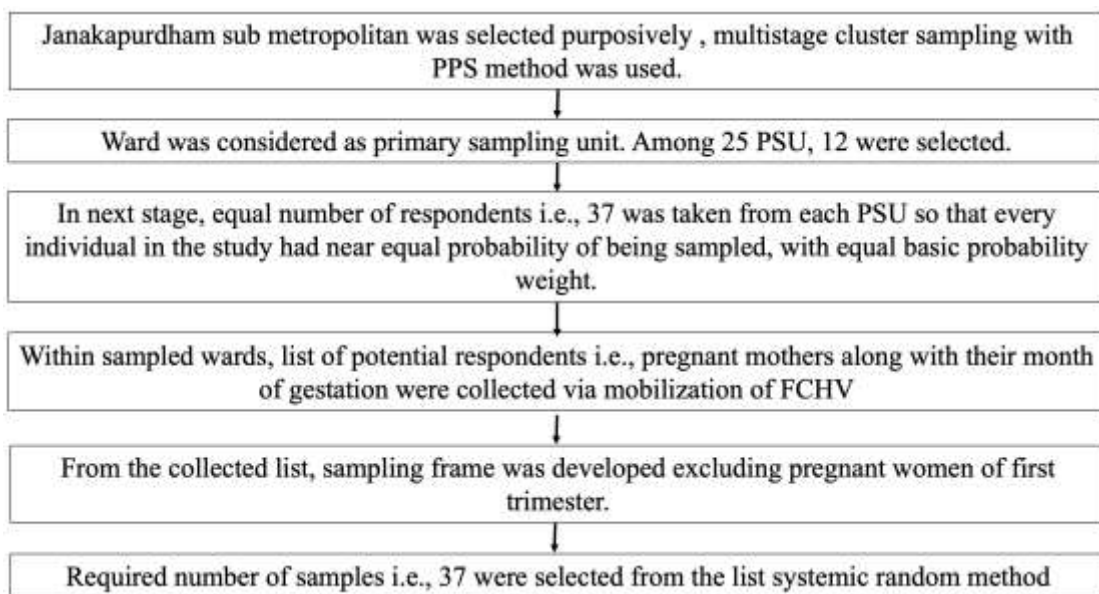 Janakapurdham sub metropolitan was selected purposively , multistage cluster sampling with
PPS method was used.
Ward was considered as primary sampling unit. Among 25 PSU, 12 were selected.
In next stage, equal number of respondents i.e., 37 was taken from each PSU so that every
individual in the study had near equal probability of being sampled, with equal basic probability
weight.
Within sampled wards, list of potential respondents i.e., pregnant mothers along with their month
of gestation were collected via mobilization of FCHV
From the collected list, sampling frame was developed excluding pregnant women of first
trimester.
Required number of samples i.e., 37 were selected from the list systemic random method